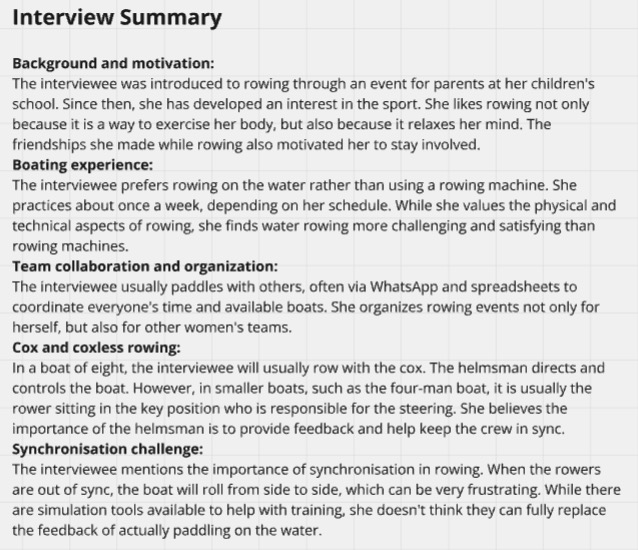 Interview Summary
Background and motivation:
The interviewee was introduced to rowing through an event for parents at her children's
school. Since then, she has developed an interest in the sport. She likes rowing not only
because it is a way to exercise her body, but also because it relaxes her mind. The
friendships she made while rowing also motivated her to stay involved.
Boating experience:
The interviewee prefers rowing on the water rather than using a rowing machine. She
practices about once a week, depending on her schedule. While she values the physical and
technical aspects of rowing, she finds water rowing more challenging and satisfying than
rowing machines.
Team collaboration and organization:
The interviewee usually paddles with others, often via WhatsApp and spreadsheets to
coordinate everyone's time and available boats. She organizes rowing events not only for
herself, but also for other women's teams.
Cox and coxless rowing:
In a boat of eight, the interviewee will usually row with the cox. The helmsman directs and
controls the boat. However, in smaller boats, such as the four-man boat, it is usually the
rower sitting in the key position who is responsible for the steering. She believes the
importance of the helmsman is to provide feedback and help keep the crew in sync.
Synchronisation challenge:
The interviewee mentions the importance of synchronisation in rowing. When the rowers
are out of sync, the boat will roll from side to side, which can be very frustrating. While there
are simulation tools available to help with training, she doesn't think they can fully replace
the feedback of actually paddling on the water.